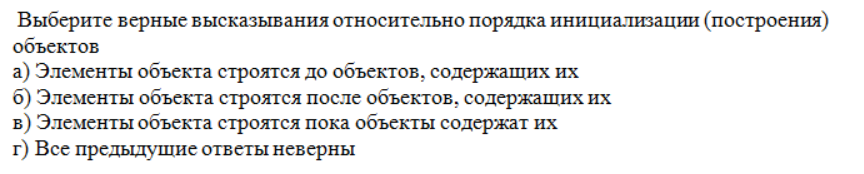 Выберите верные высказывания относительно порядка инициализации (построения)
объектов
а) Элементы объекта строятся до объектов, содержащих их
б) Элементы объекта строятся после объектов, содержащих их
в) Элементы объекта строятся пока объекты содержат их
г) Все предыдущие ответы неверны